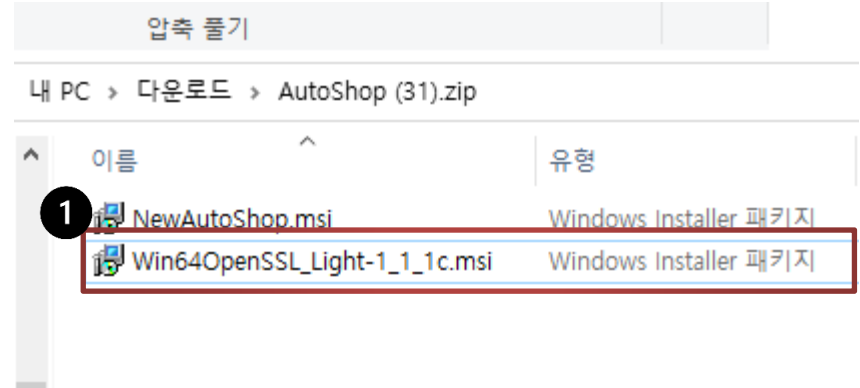 압축 풀기
내 PC > 다운로드 > AutoShop (31).zip
이름 유형
1 NewAutoShop.msi Windows Installer 패키지
Win64OpenSSL_Light-1_1_1c.msi Windows Installer 패키지